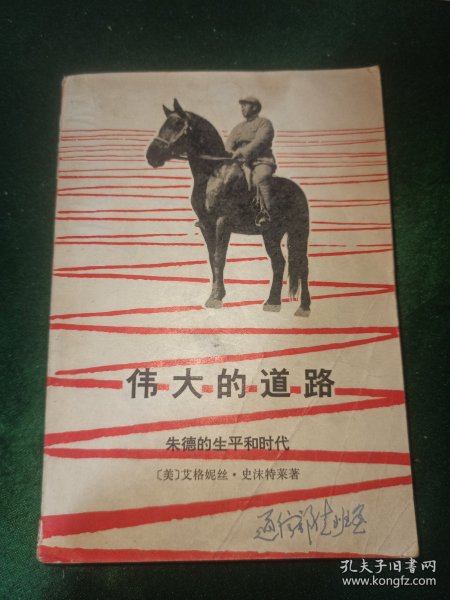 伟大的道路
朱德的生平和时代
〔美〕艾格妮丝·史沫特莱著
孔夫子旧书网
www.kongfz.com